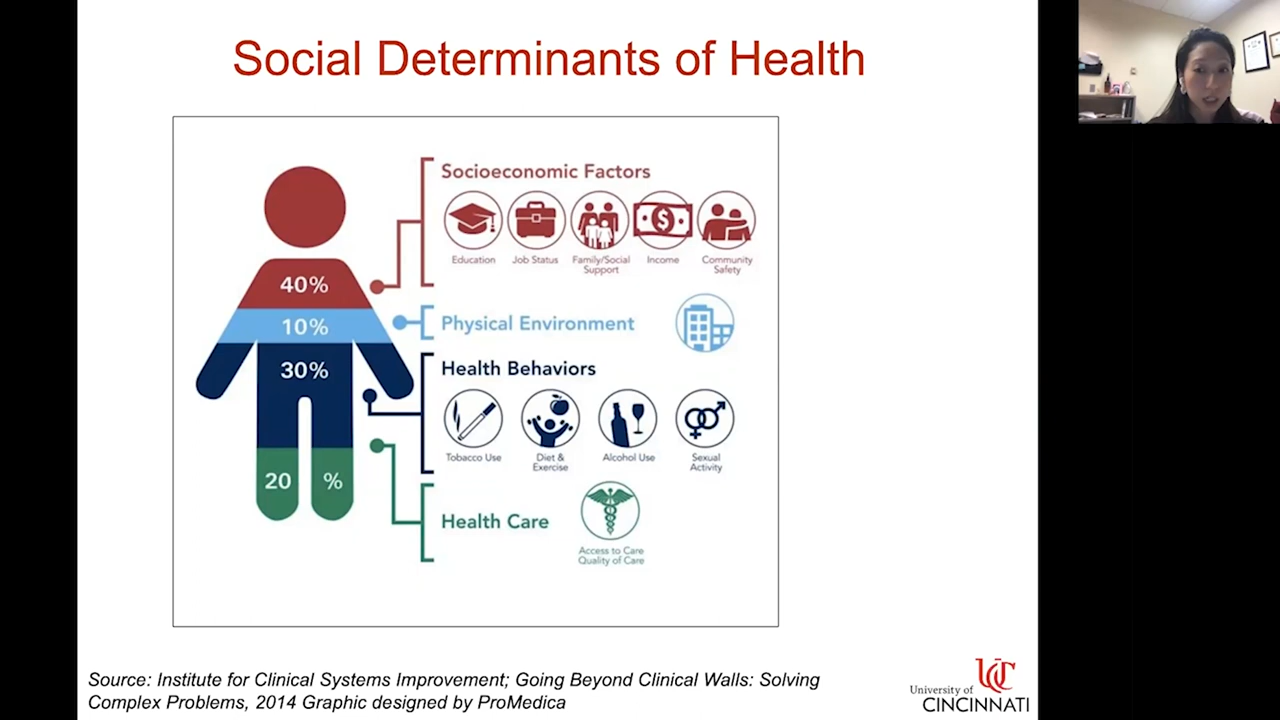 Social Determinants of Health
Socioeconomic Factors
Education
Job Status
Family/Social
Support
Income
Community
Safety
40%
10%
Physical Environment
30%
Health Behaviors
Tobacco Use
Diet &
Exercise
Alcohol Use
Sexual
Activity
20 %
Health Care
Access to Care
Quality of Care
Source: Institute for Clinical Systems Improvement; Going Beyond Clinical Walls: Solving
Complex Problems, 2014 Graphic designed by ProMedica
UC
University of
CINCINNATI